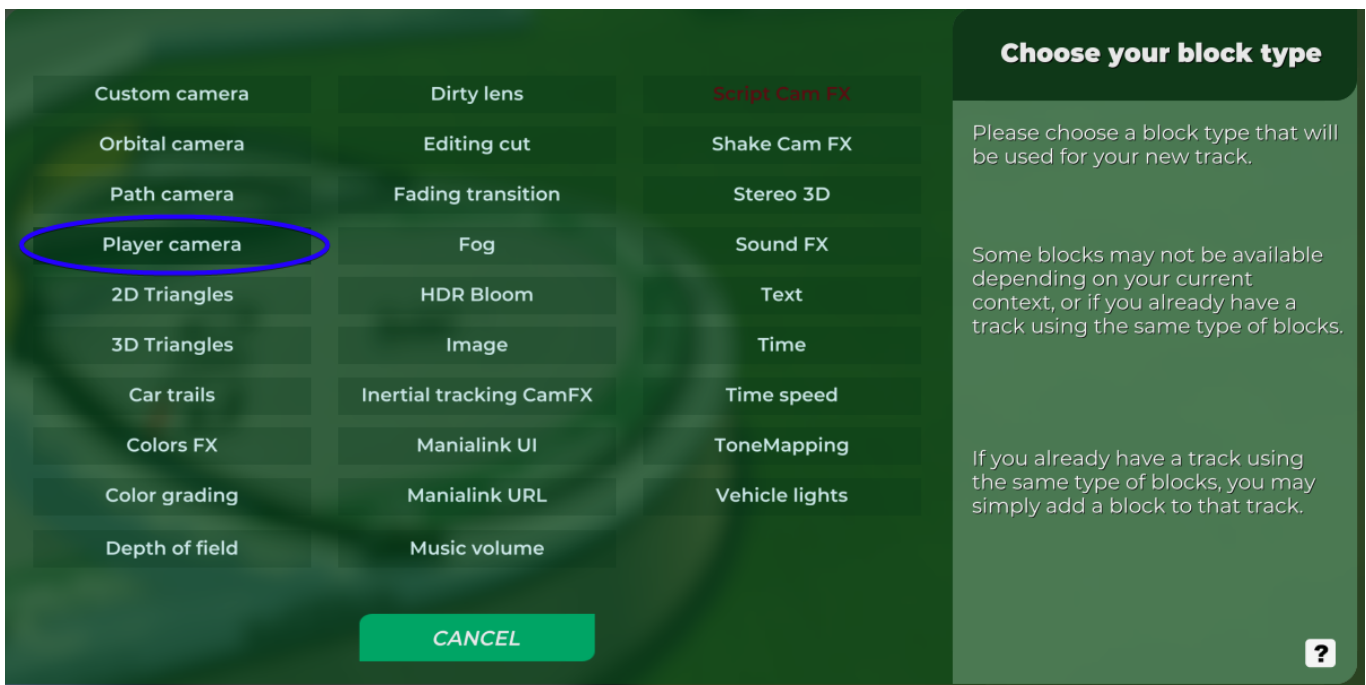 Choose your block type
Custom camera
Dirty lens
Script Cam FX
Orbital camera
Editing cut
Shake Cam FX
Path camera
Fading transition
Stereo 3D
Player camera
Fog
Sound FX
2D Triangles
HDR Bloom
Text
3D Triangles
Image
Time
Car trails
Inertial tracking CamFX
Time speed
Colors FX
Manialink UI
ToneMapping
Color grading
Manialink URL
Vehicle lights
Depth of field
Music volume
CANCEL
Please choose a block type that will
be used for your new track.
Some blocks may not be available
depending on your current
context, or if you already have a
track using the same type of blocks.
If you already have a track using
the same type of blocks, you may
simply add a block to that track.
?